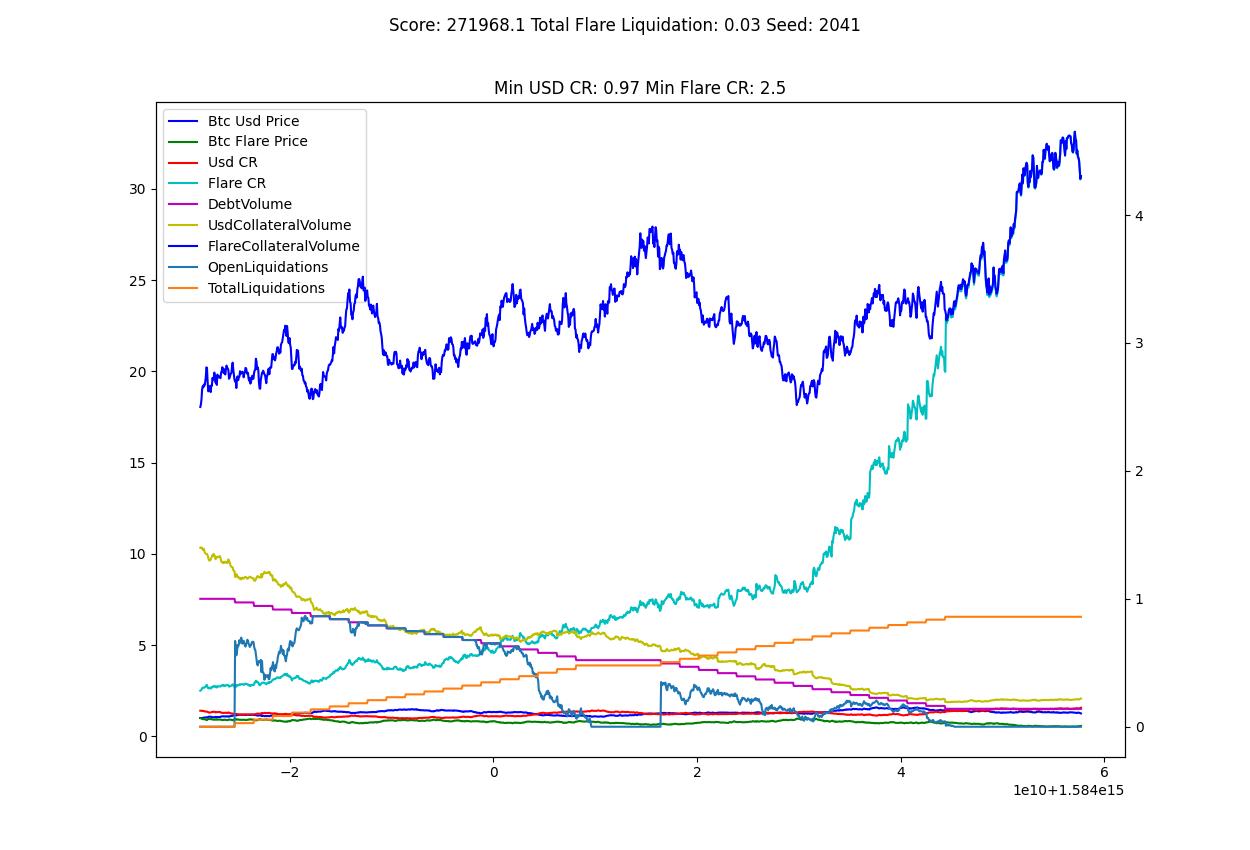 Score: 271968.1 Total Flare Liquidation: 0.03 Seed: 2041
Min USD CR: 0.97 Min Flare CR: 2.5
Btc Usd Price
Btc Flare Price
Usd CR
Flare CR
DebtVolume
UsdCollateralVolume
FlareCollateralVolume
OpenLiquidations
TotalLiquidations
30
25
20
15
10
5
0
4
3
2
1
0
−2 0 2 4 6
1e10+1.584e15